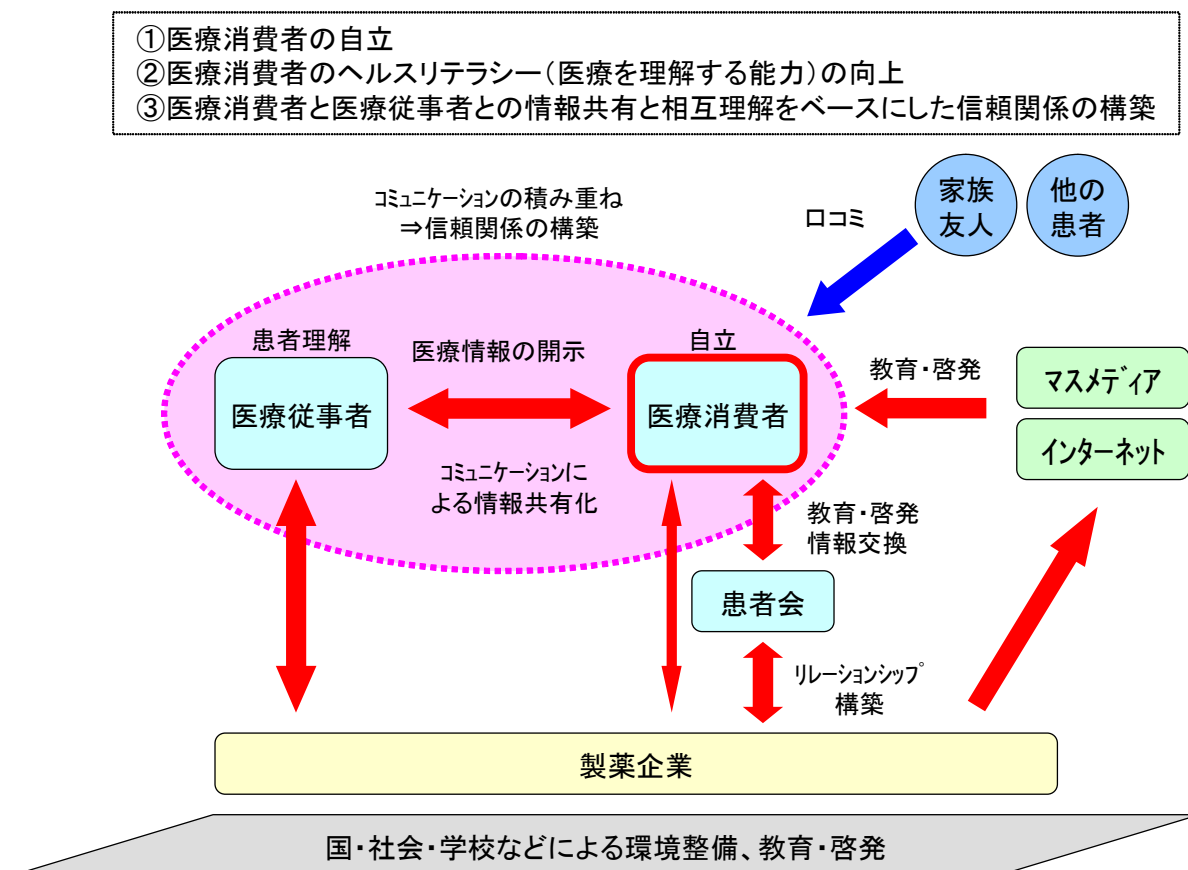 ①医療消費者の自立
②医療消費者のヘルスリテラシー(医療を理解する能力)の向上
③医療消費者と医療従事者との情報共有と相互理解をベースにした信頼関係の構築
コミュニケーションの積み重ね
⇒信頼関係の構築
口コミ
家族
友人
他の
患者
患者理解
医療従事者
医療情報の開示
コミュニケーションに
よる情報共有化
自立
医療消費者
教育・啓発
マスメディア
インターネット
教育・啓発
情報交換
患者会
リレーションシップ
構築
製薬企業
国・社会・学校などによる環境整備、教育・啓発